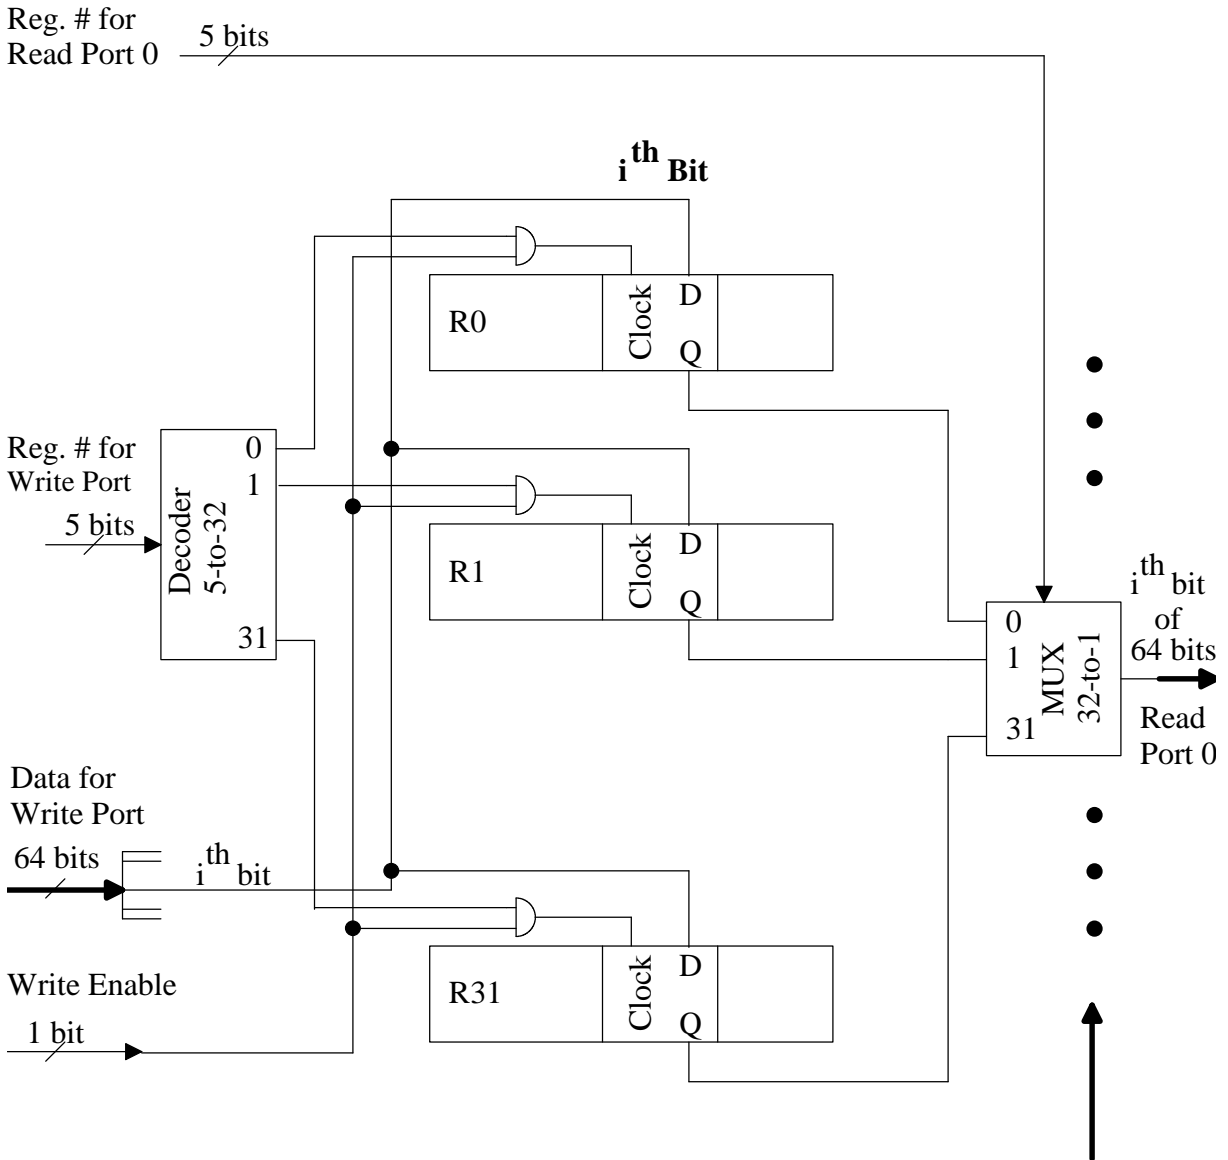 Reg. # for
Read Port 0
5 bits
i^th Bit
Clock
D
Q
R0
Reg. # for
Write Port
5 bits
Decoder
5-to-32
0
1
31
Clock
D
Q
R1
i^th bit
of
64 bits
MUX
32-to-1
0
1
31
Read
Port 0
Data for
Write Port
64 bits
i^th bit
Clock
D
Q
R31
Write Enable
1 bit